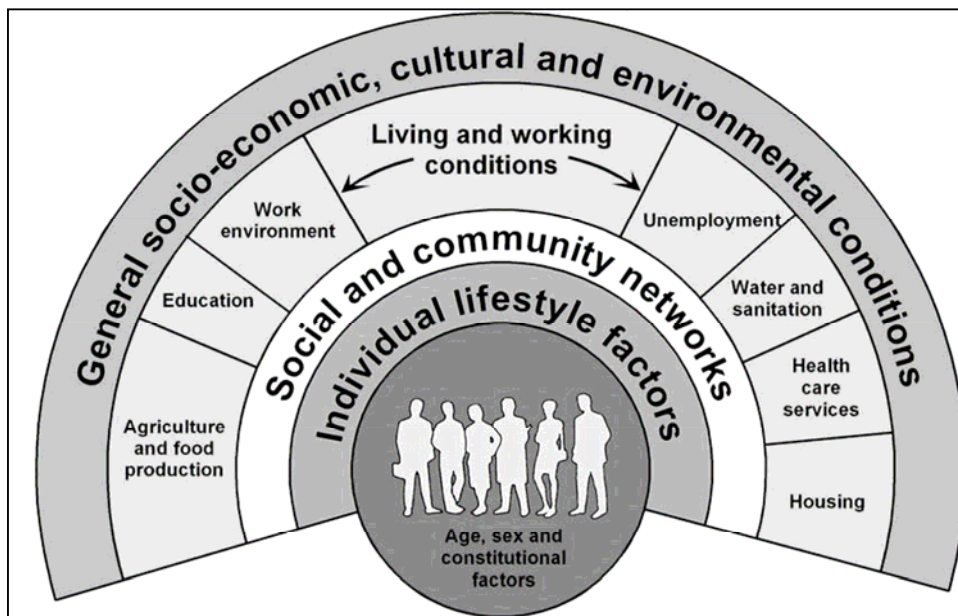 General socio-economic, cultural and environmental conditions
Living and working
conditions
Work
environment
Unemployment
Education
Water and
sanitation
Agriculture
and food
production
Health
care
services
Housing
Social and community networks
Individual lifestyle factors
Age, sex and
constitutional
factors